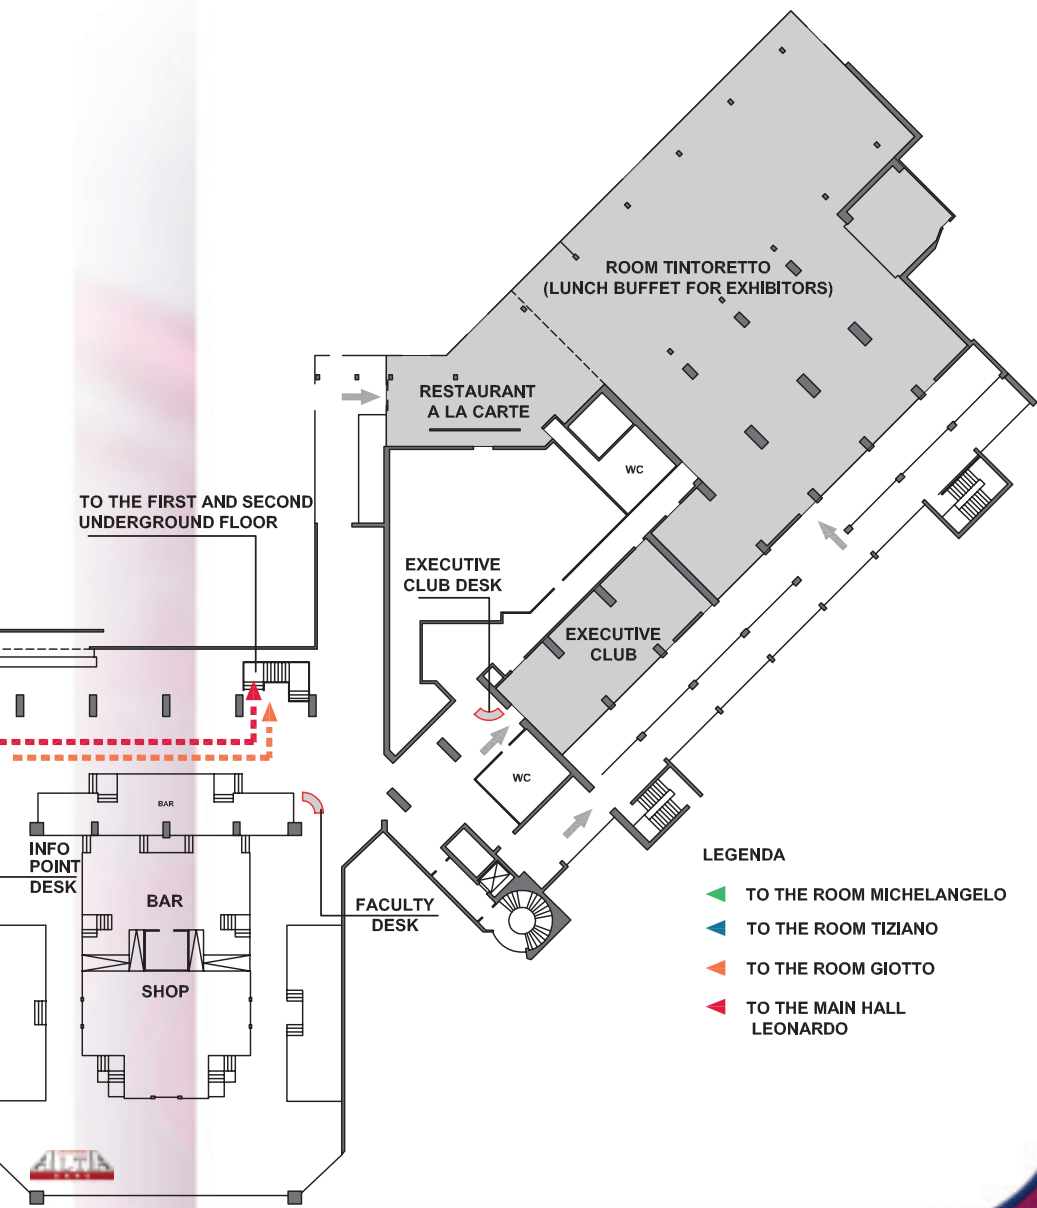 ROOM TINTORETTO
(LUNCH BUFFET FOR EXHIBITORS)
RESTAURANT
A LA CARTE
WC
TO THE FIRST AND SECOND
UNDERGROUND FLOOR
EXECUTIVE
CLUB DESK
EXECUTIVE
CLUB
WC
BAR
INFO
POINT
DESK
BAR
FACULTY
DESK
SHOP
LEGENDA
TO THE ROOM MICHELANGELO
TO THE ROOM TIZIANO
TO THE ROOM GIOTTO
TO THE MAIN HALL
LEONARDO